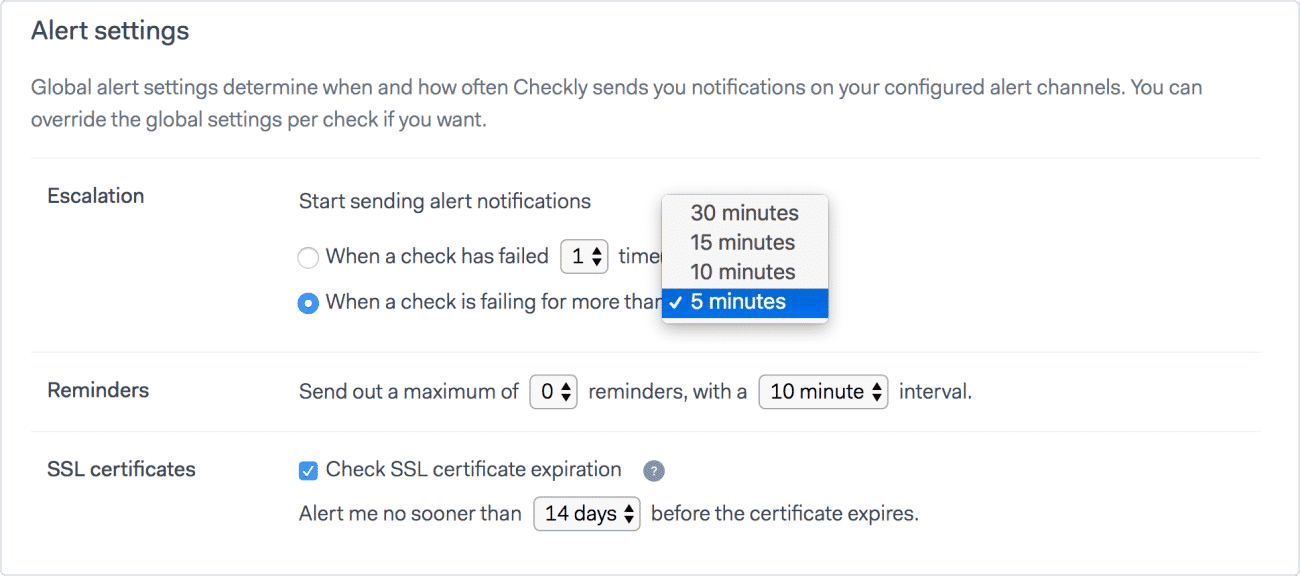 Alert settings
Global alert settings determine when and how often Checkly sends you notifications on your configured alert channels. You can
override the global settings per check if you want.
Escalation
Start sending alert notifications
When a check has failed 1 time
When a check is failing for more than
30 minutes
15 minutes
10 minutes
✓ 5 minutes
Reminders
Send out a maximum of 0 reminders, with a 10 minute interval.
SSL certificates
Check SSL certificate expiration ?
Alert me no sooner than 14 days before the certificate expires.